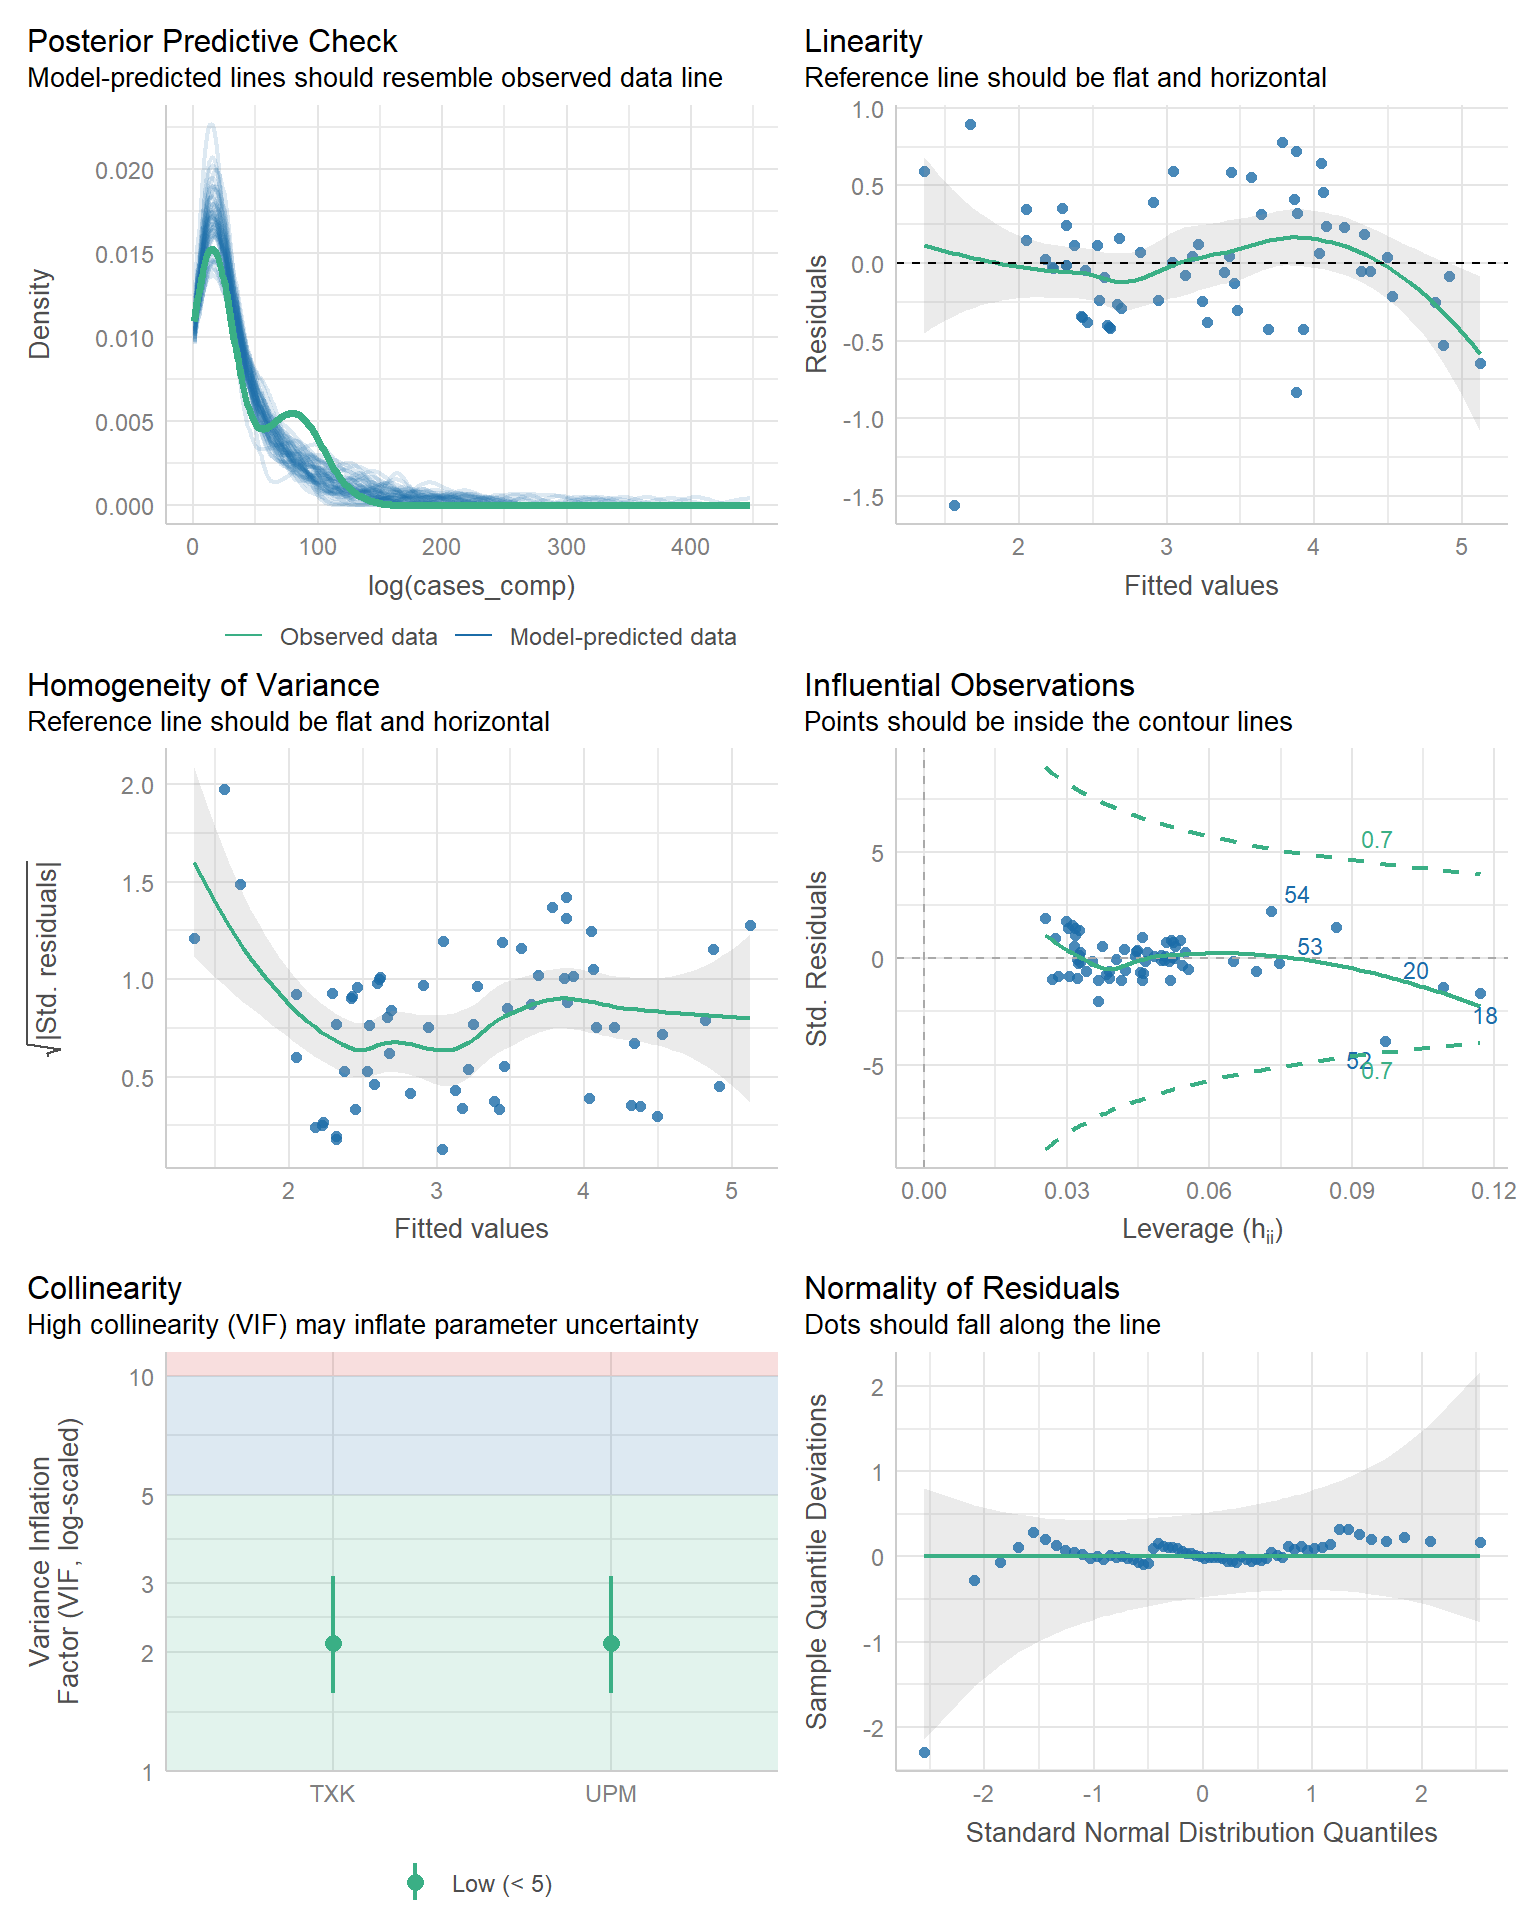 Posterior Predictive Check
Model-predicted lines should resemble observed data line
Density
0.020
0.015
0.010
0.005
0.000
0
100
200
300
400
log(cases_comp)
Observed data
Model-predicted data
Linearity
Reference line should be flat and horizontal
Residuals
1.0
0.5
0.0
-0.5
-1.0
-1.5
2
3
4
5
Fitted values
Homogeneity of Variance
Reference line should be flat and horizontal
√|Std. residuals|
2.0
1.5
1.0
0.5
2
3
4
5
Fitted values
Influential Observations
Points should be inside the contour lines
Std. Residuals
5
0
-5
0.7
54
53
20
18
52
0.7
0.00
0.03
0.06
0.09
0.12
Leverage (hii)
Collinearity
High collinearity (VIF) may inflate parameter uncertainty
Variance Inflation
Factor (VIF, log-scaled)
10
5
3
2
1
TXK
UPM
Low (< 5)
Normality of Residuals
Dots should fall along the line
Sample Quantile Deviations
2
1
0
-1
-2
-2
-1
0
1
2
Standard Normal Distribution Quantiles